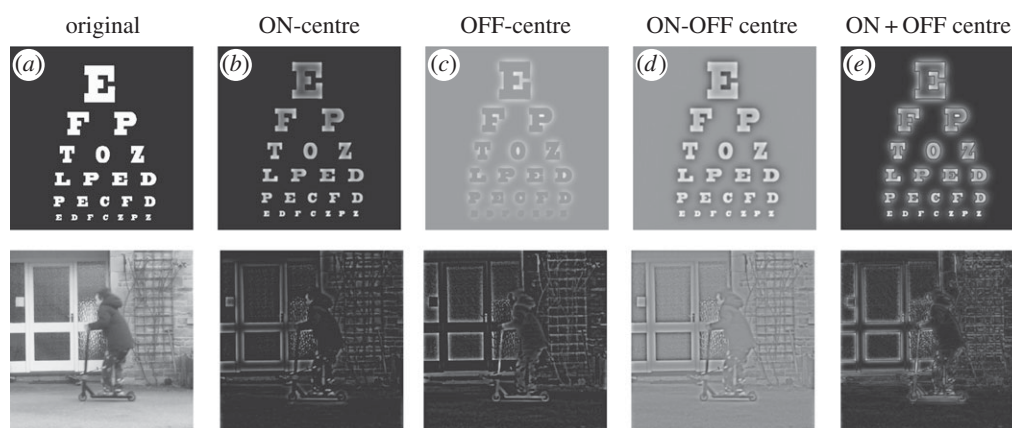 original ON-centre OFF-centre ON-OFF centre ON + OFF centre
(a) (b) (c) (d) (e)
E E E E E
F P F P F P F P F P
T O Z T O Z T O Z T O Z T O Z
L P E D L P E D L P E D L P E D L P E D
P E C F D P E C F D P E C F D P E C F D P E C F D
E D F C Z P Z E D F C Z P Z E D F C Z P Z E D F C Z P Z